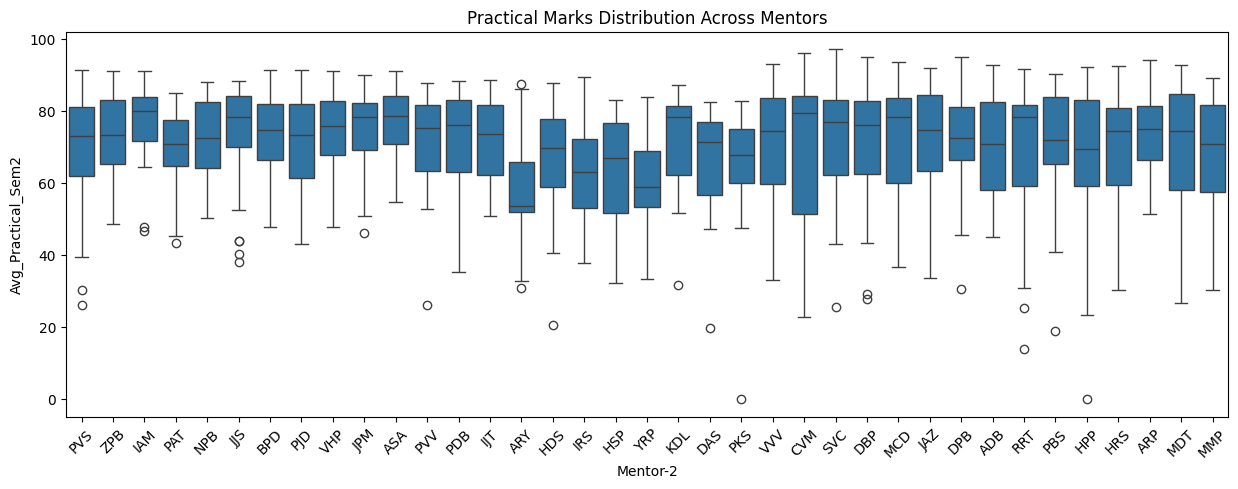 Practical Marks Distribution Across Mentors
100
80
60
40
20
0
Avg_Practical_Sem2
PVS ZPB IAM PAT NPB JJS BPD PJD VHP JPM ASA PVV PDB IJT ARY HDS IRS HSP YRP KDL DAS PKS VVV CVM SVC DBP MCD JAZ DPB ADB RRT PBS HPP HRS ARP MDT MMP
Mentor-2